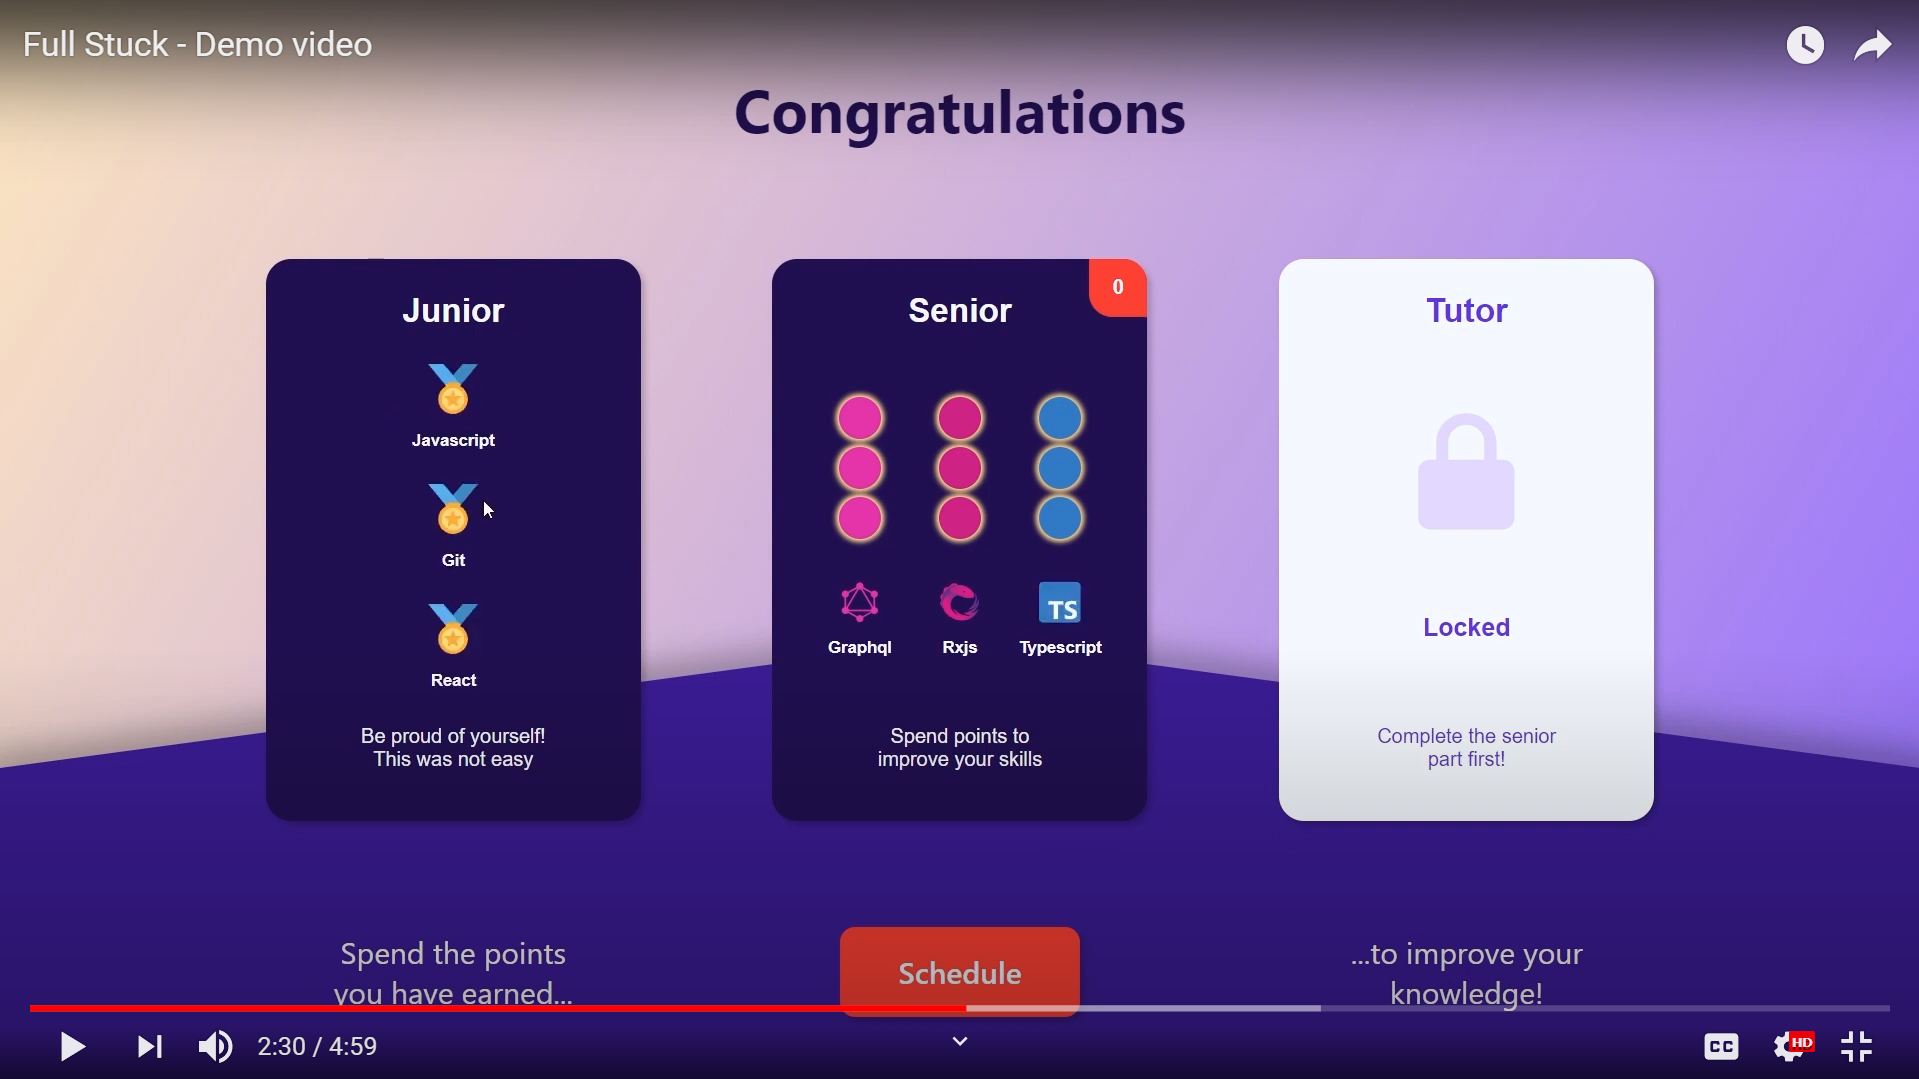 Full Stuck - Demo video
Congratulations
Junior
Javascript
Git
React
Be proud of yourself!
This was not easy
0
Senior
Graphql
Rxjs
TS
Typescript
Spend points to
improve your skills
Tutor
Locked
Complete the senior
part first!
Spend the points
you have earned...
Schedule
...to improve your
knowledge!
2:30 / 4:59
CC
HD